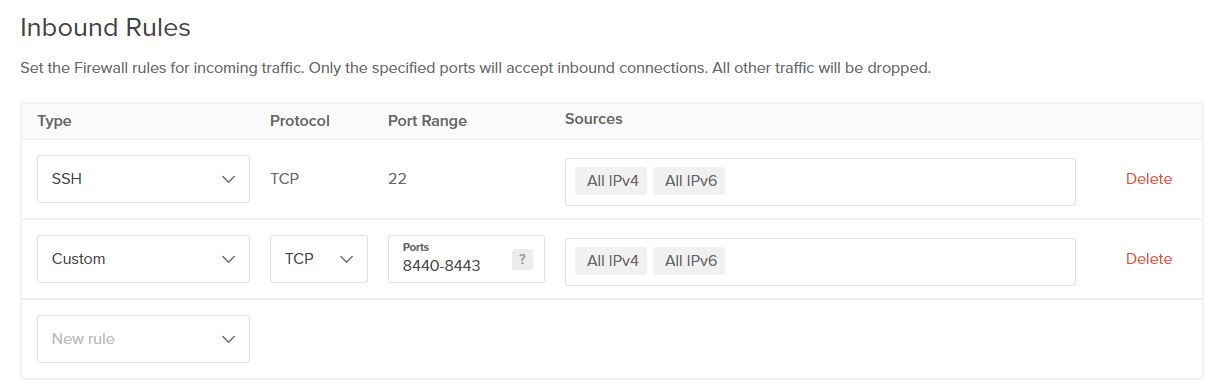 Inbound Rules
Set the Firewall rules for incoming traffic. Only the specified ports will accept inbound connections. All other traffic will be dropped.
Type Protocol Port Range Sources
SSH TCP 22 All IPv4 All IPv6 Delete
Ports
Custom TCP 8440-8443 ? All IPv4 All IPv6 Delete
New rule